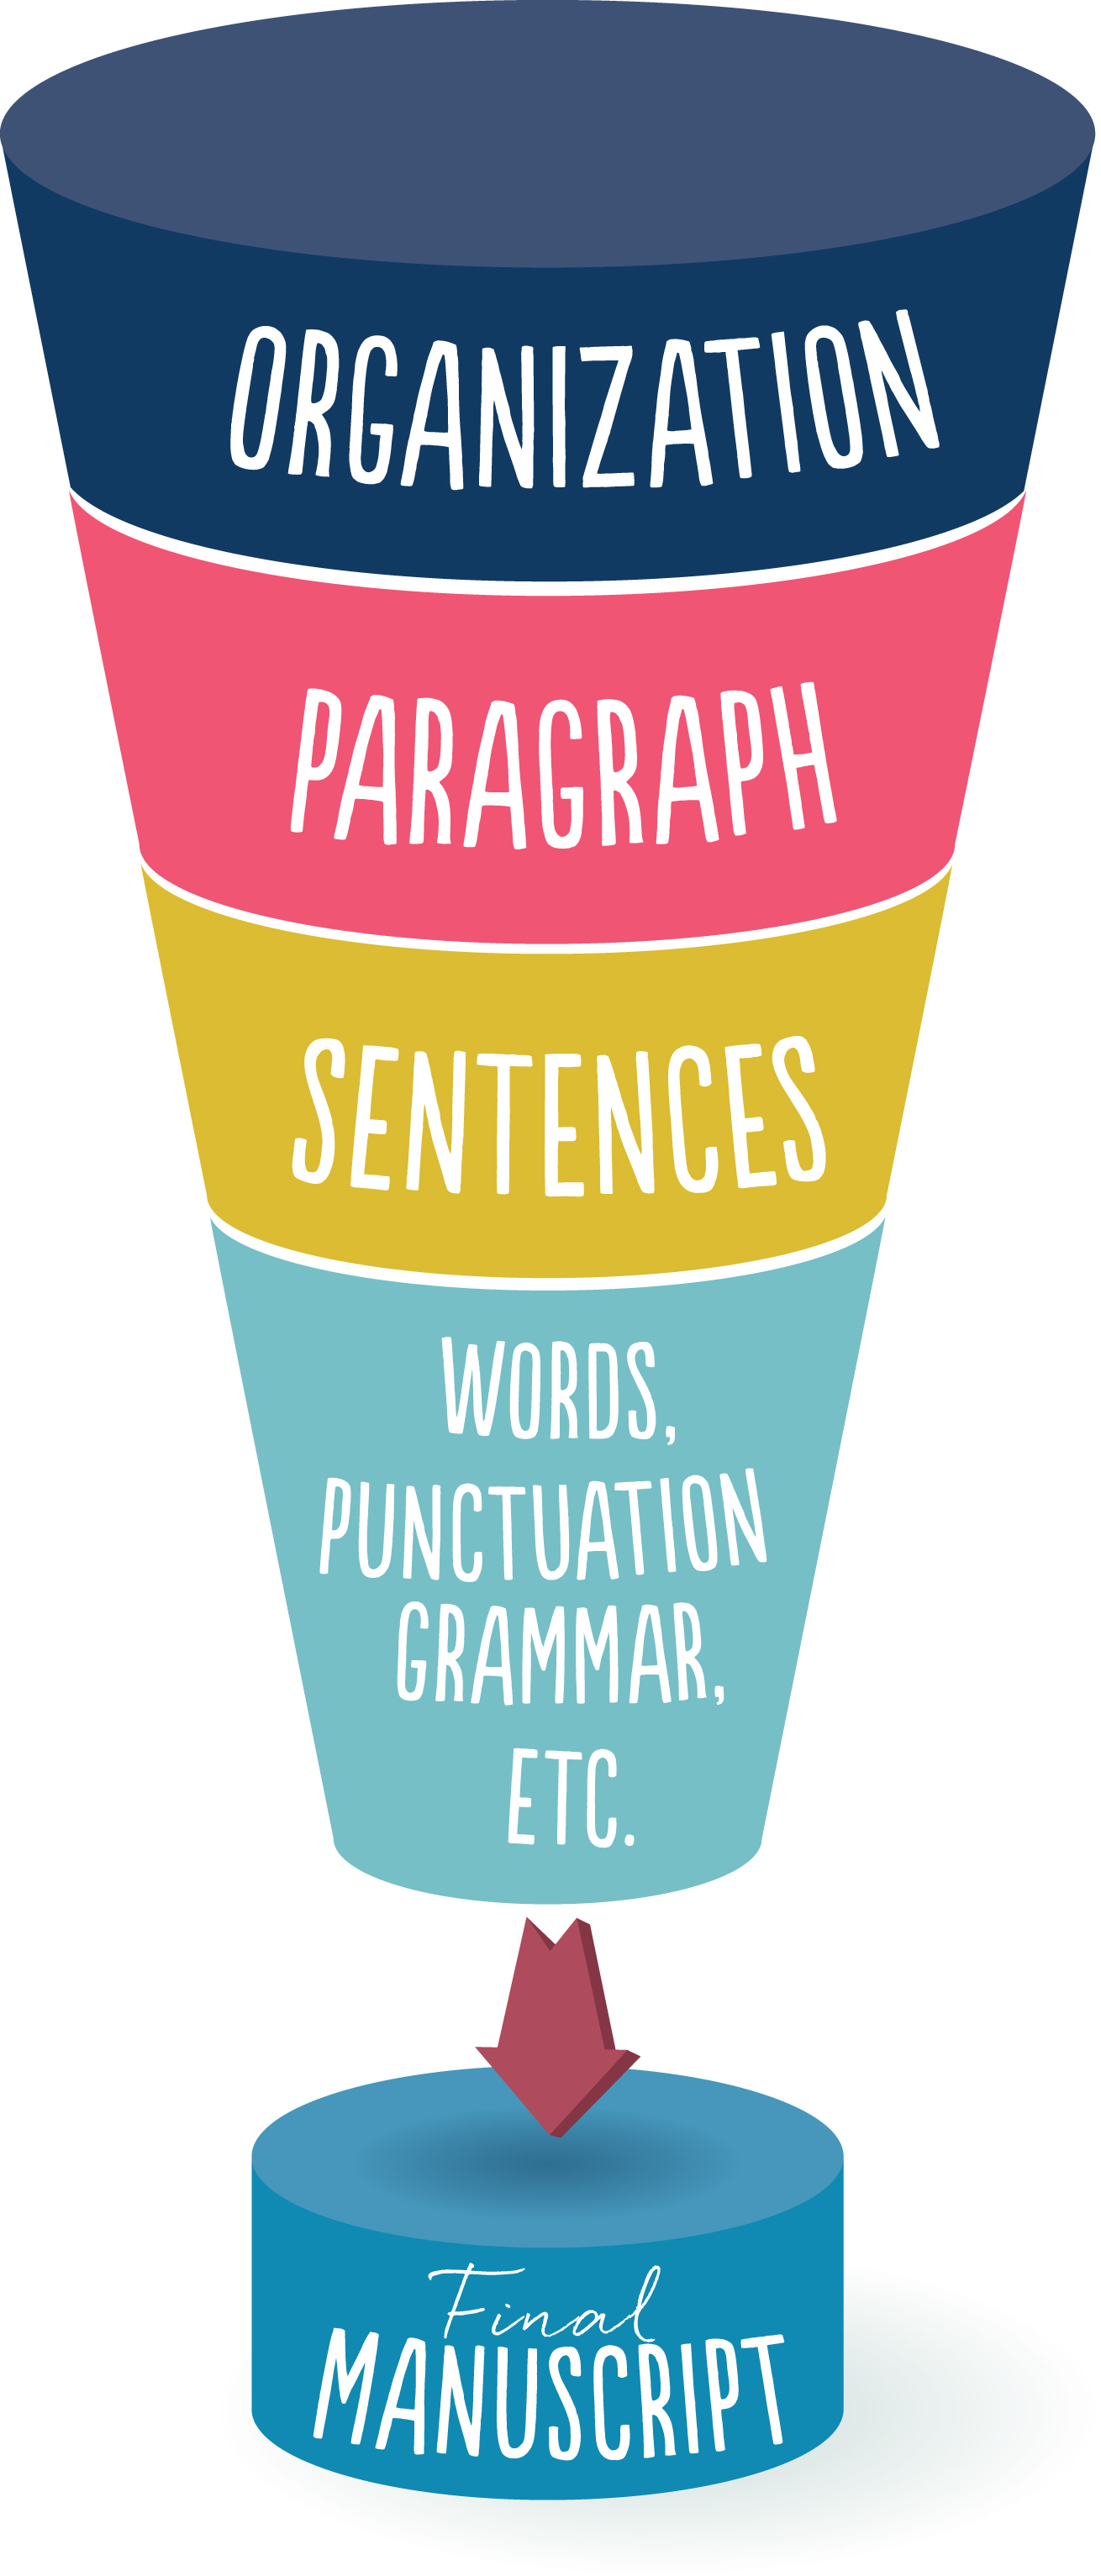 ORGANIZATION
PARAGRAPH
SENTENCES
WORDS,
PUNCTUATION
GRAMMAR,
ETC.
Final
MANUSCRIPT